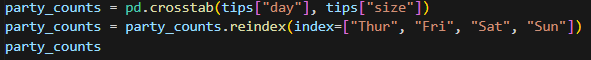 party_counts = pd.crosstab(tips["day"], tips["size"])
party_counts = party_counts.reindex(index=["Thur", "Fri", "Sat", "Sun"])
party_counts